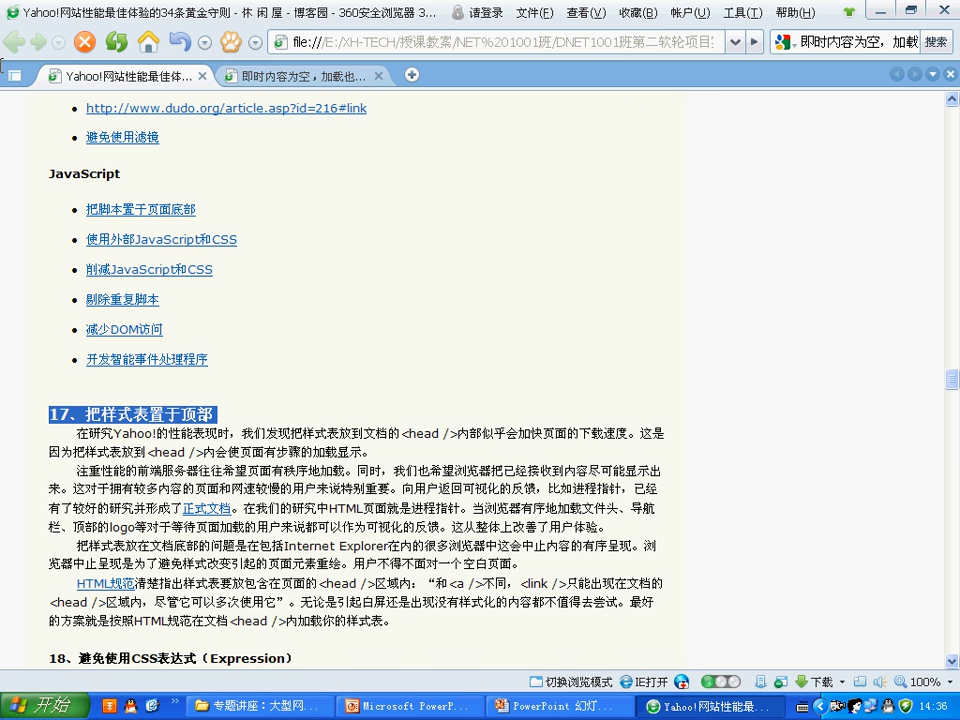 Yahoo!网站性能最佳体验的34条黄金守则 - 休 闲 屋 - 博客园 - 360安全浏览器 3... 请登录 文件(F) 查看(V) 收藏(B) 帐户(U) 工具(T) 帮助(H)
file:///E:/XH-TECH/授课教案/NET%201001班/DNET1001班第二软轮项目 即时内容为空，加载 搜索
Yahoo!网站性能最佳体... 即时内容为空，加载也...
http://www.dudo.org/article.asp?id=216#link
避免使用滤镜
JavaScript
把脚本置于页面底部
使用外部JavaScript和CSS
削减JavaScript和CSS
剔除重复脚本
减少DOM访问
开发智能事件处理程序
17、把样式表置于顶部
在研究Yahoo!的性能表现时，我们发现把样式表放到文档的<head />内部似乎会加快页面的下载速度。这是
因为把样式表放到<head />内会使页面有步骤的加载显示。
注重性能的前端服务器往往希望页面有秩序地加载。同时，我们也希望浏览器把已经接收到内容尽可能显示出
来。这对于拥有较多内容的页面和网速较慢的用户来说特别重要。向用户返回可视化的反馈，比如进程指针，已经
有了较好的研究并形成了正式文档。在我们的研究中HTML页面就是进程指针。当浏览器有序地加载文件头、导航
栏、顶部的logo等对于等待页面加载的用户来说都可以作为可视化的反馈。这从整体上改善了用户体验。
把样式表放在文档底部的问题是在包括Internet Explorer在内的很多浏览器中这会中止内容的有序呈现。浏
览器中止呈现是为了避免样式改变引起的页面元素重绘。用户不得不面对一个空白页面。
HTML规范清楚指出样式表要放包含在页面的<head />区域内：“和<a />不同，<link />只能出现在文档的
<head />区域内，尽管它可以多次使用它”。无论是引起白屏还是出现没有样式化的内容都不值得去尝试。最好
的方案就是按照HTML规范在文档<head />内加载你的样式表。
18、避免使用CSS表达式（Expression）
切换浏览模式 IE打开 下载 100%
开始 专题讲座：大型网... Microsoft PowerP... PowerPoint 幻灯... Yahoo!网站性能最... 14:36